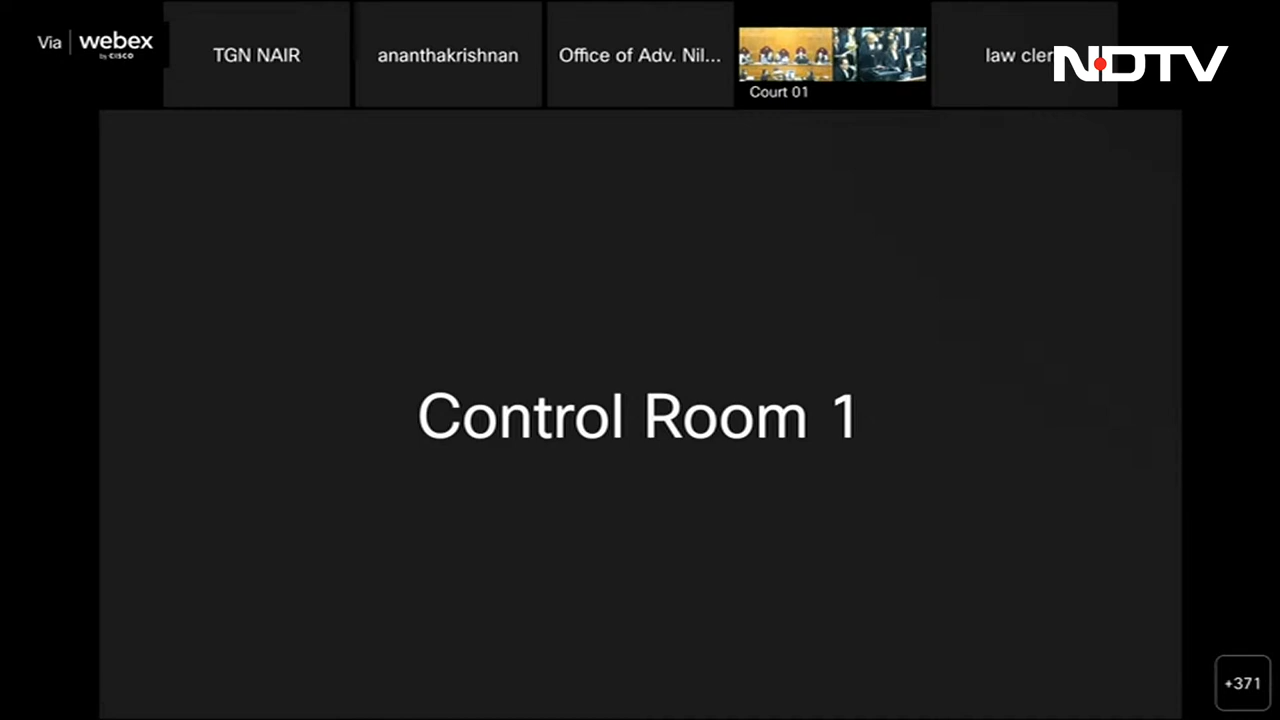 Via webex
by CISCO
TGN NAIR
ananthakrishnan
Office of Adv. Nil...
Court 01
law cler
NDTV
Control Room 1
+371